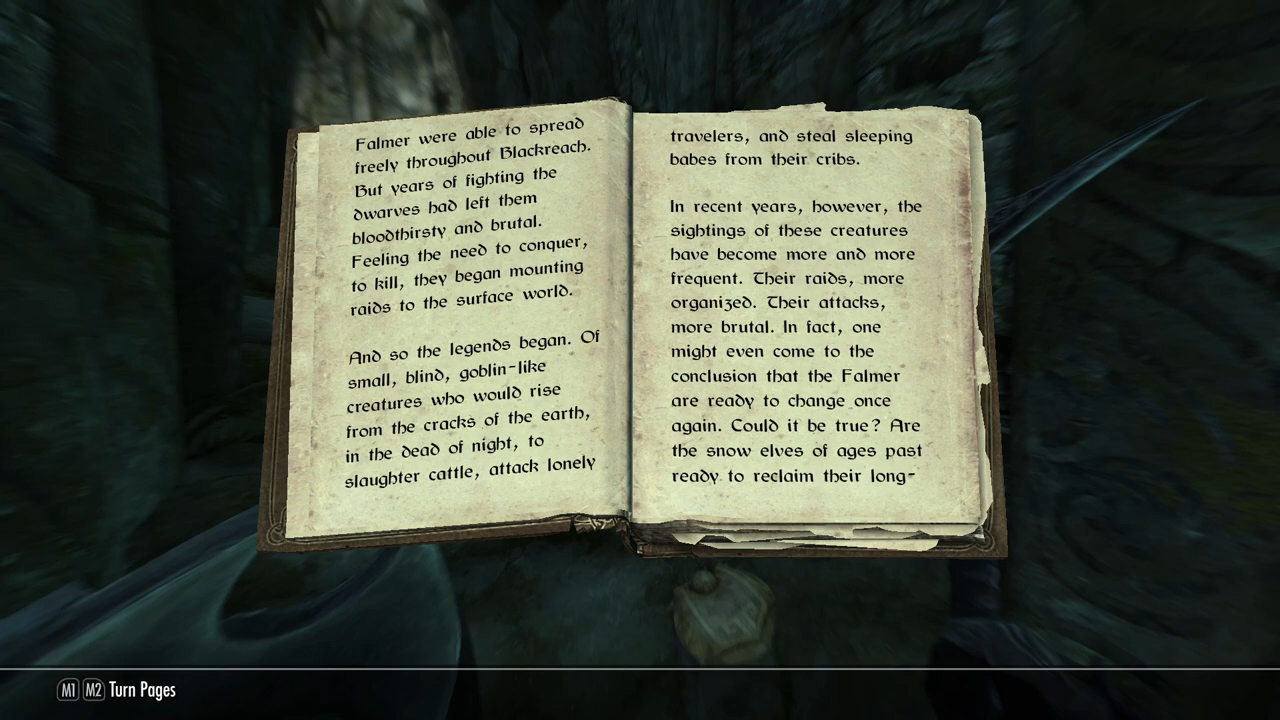 Falmer were able to spread
freely throughout Blackreach.
But years of fighting the
dwarves had left them
bloodthirsty and brutal.
Feeling the need to conquer,
to kill, they began mounting
raids to the surface world.
And so the legends began. Of
small, blind, goblin-like
creatures who would rise
from the cracks of the earth,
in the dead of night, to
slaughter cattle, attack lonely
travelers, and steal sleeping
babes from their cribs.
In recent years, however, the
sightings of these creatures
have become more and more
frequent. Their raids, more
organized. Their attacks,
more brutal. In fact, one
might even come to the
conclusion that the Falmer
are ready to change once
again. Could it be true? Are
the snow elves of ages past
ready to reclaim their long-
M1 M2 Turn Pages